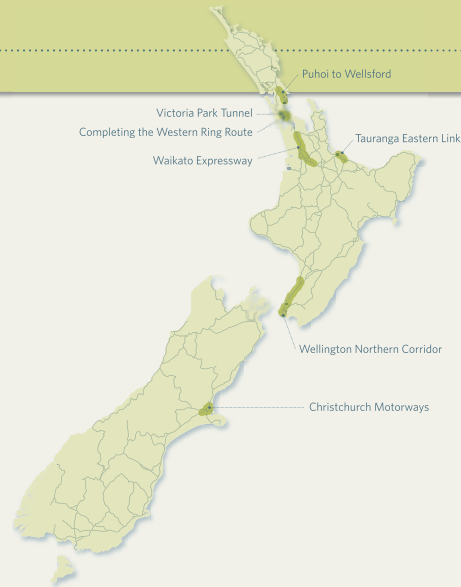 Puhoi to Wellsford
Victoria Park Tunnel
Completing the Western Ring Route
Tauranga Eastern Link
Waikato Expressway
Wellington Northern Corridor
Christchurch Motorways